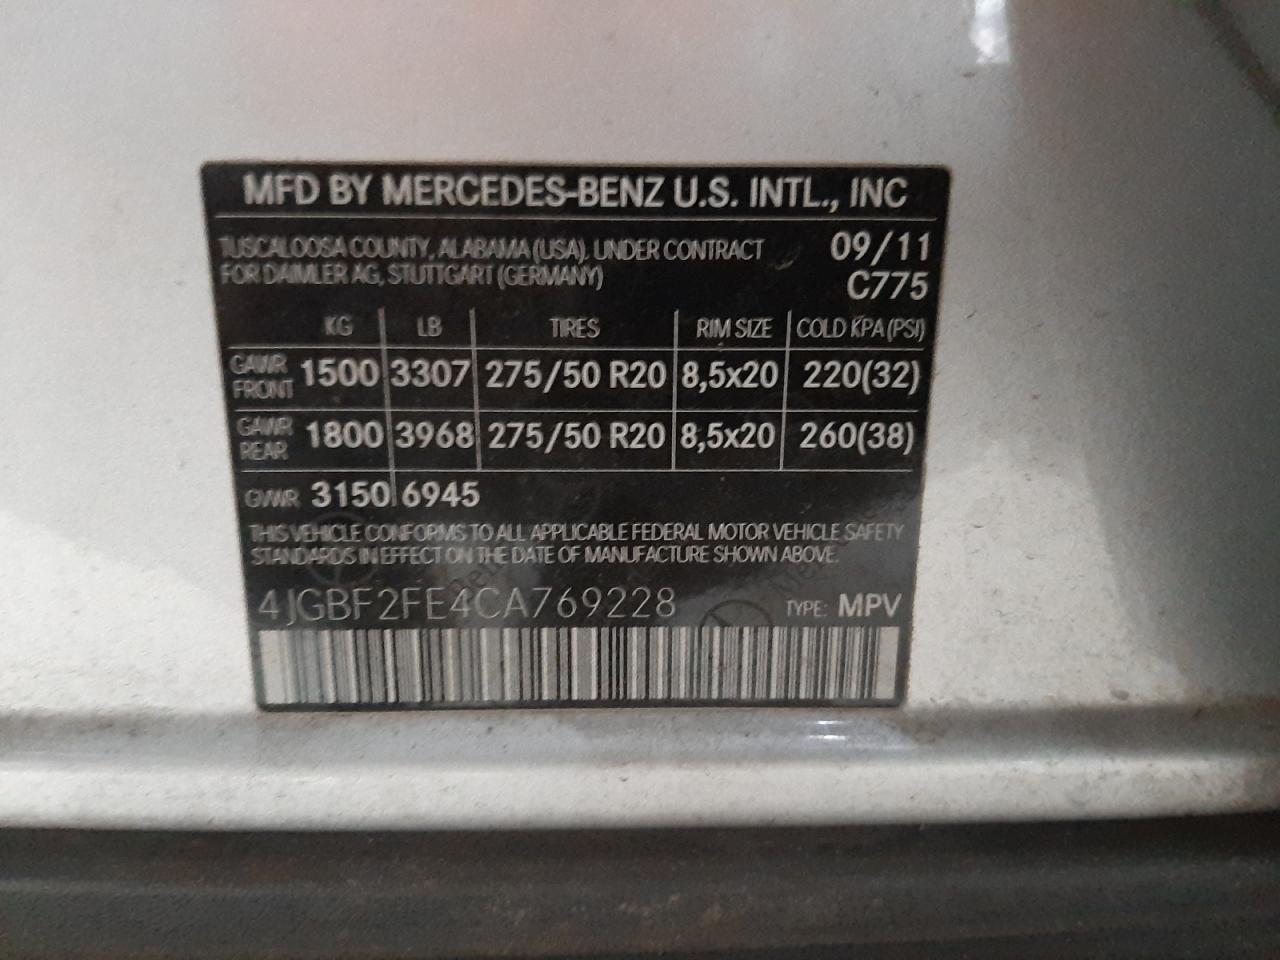 MFD BY MERCEDES-BENZ U.S. INTL., INC
TUSCALOOSA COUNTY, ALABAMA (USA), UNDER CONTRACT 09/11
FOR DAIMLER AG, STUTTGART (GERMANY) C775
KG LB TIRES RIM SIZE COLD KPA (PSI)
GAWR FRONT 1500 3307 275/50 R20 8,5x20 220(32)
GAWR REAR 1800 3968 275/50 R20 8,5x20 260(38)
GVWR 3150 6945
THIS VEHICLE CONFORMS TO ALL APPLICABLE FEDERAL MOTOR VEHICLE SAFETY
STANDARDS IN EFFECT ON THE DATE OF MANUFACTURE SHOWN ABOVE.
4JGBF2FE4CA769228 TYPE: MPV